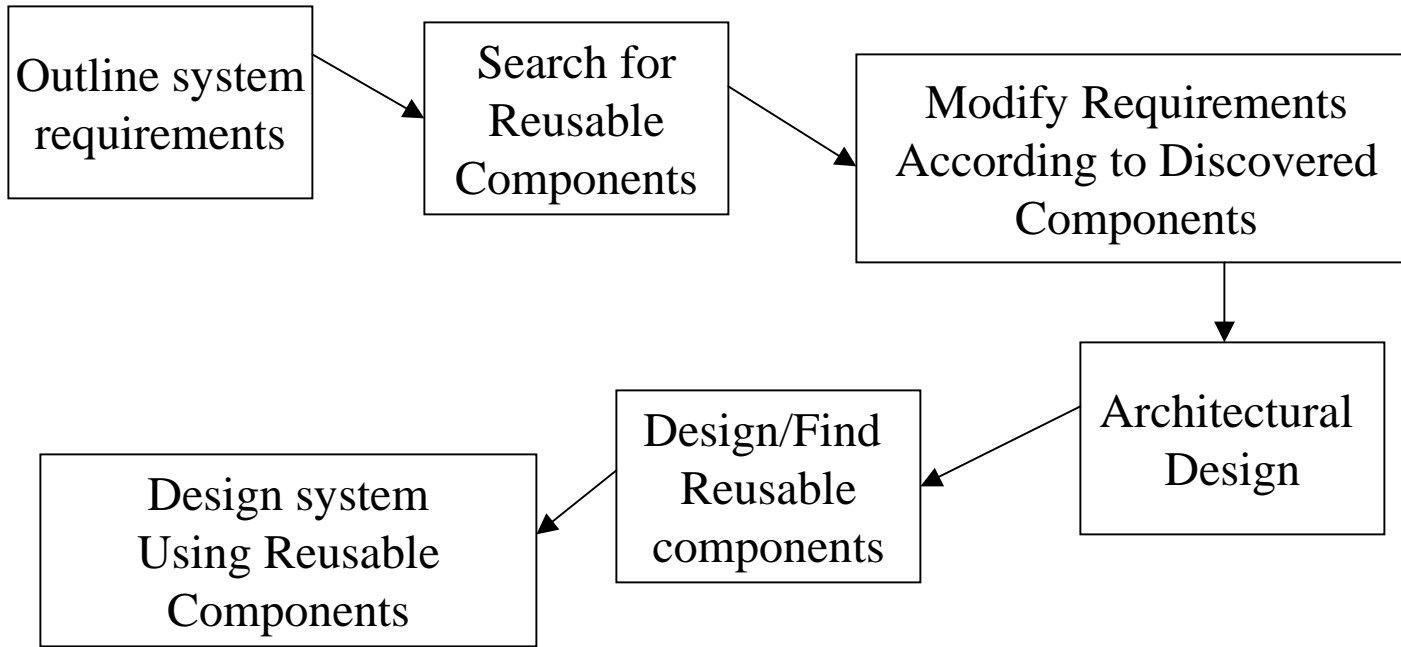 Outline system
requirements
Search for
Reusable
Components
Modify Requirements
According to Discovered
Components
Architectural
Design
Design/Find
Reusable
components
Design system
Using Reusable
Components